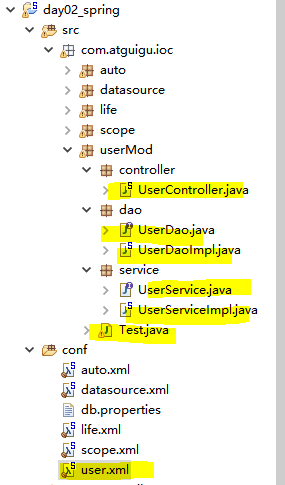 day02_spring
src
com.atguigu.ioc
auto
datasource
life
scope
userMod
controller
UserController.java
dao
UserDao.java
UserDaoImpl.java
service
UserService.java
UserServiceImpl.java
Test.java
conf
auto.xml
datasource.xml
db.properties
life.xml
scope.xml
user.xml